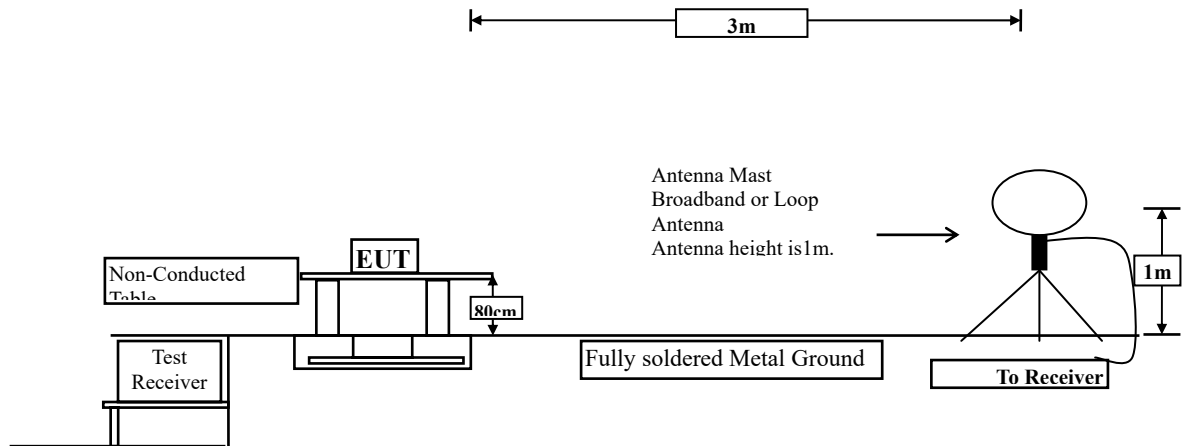 3m
Antenna Mast
Broadband or Loop
Antenna
Antenna height is1m.
EUT
Non-Conducted
Table
80cm
1m
Test
Receiver
Fully soldered Metal Ground
To Receiver